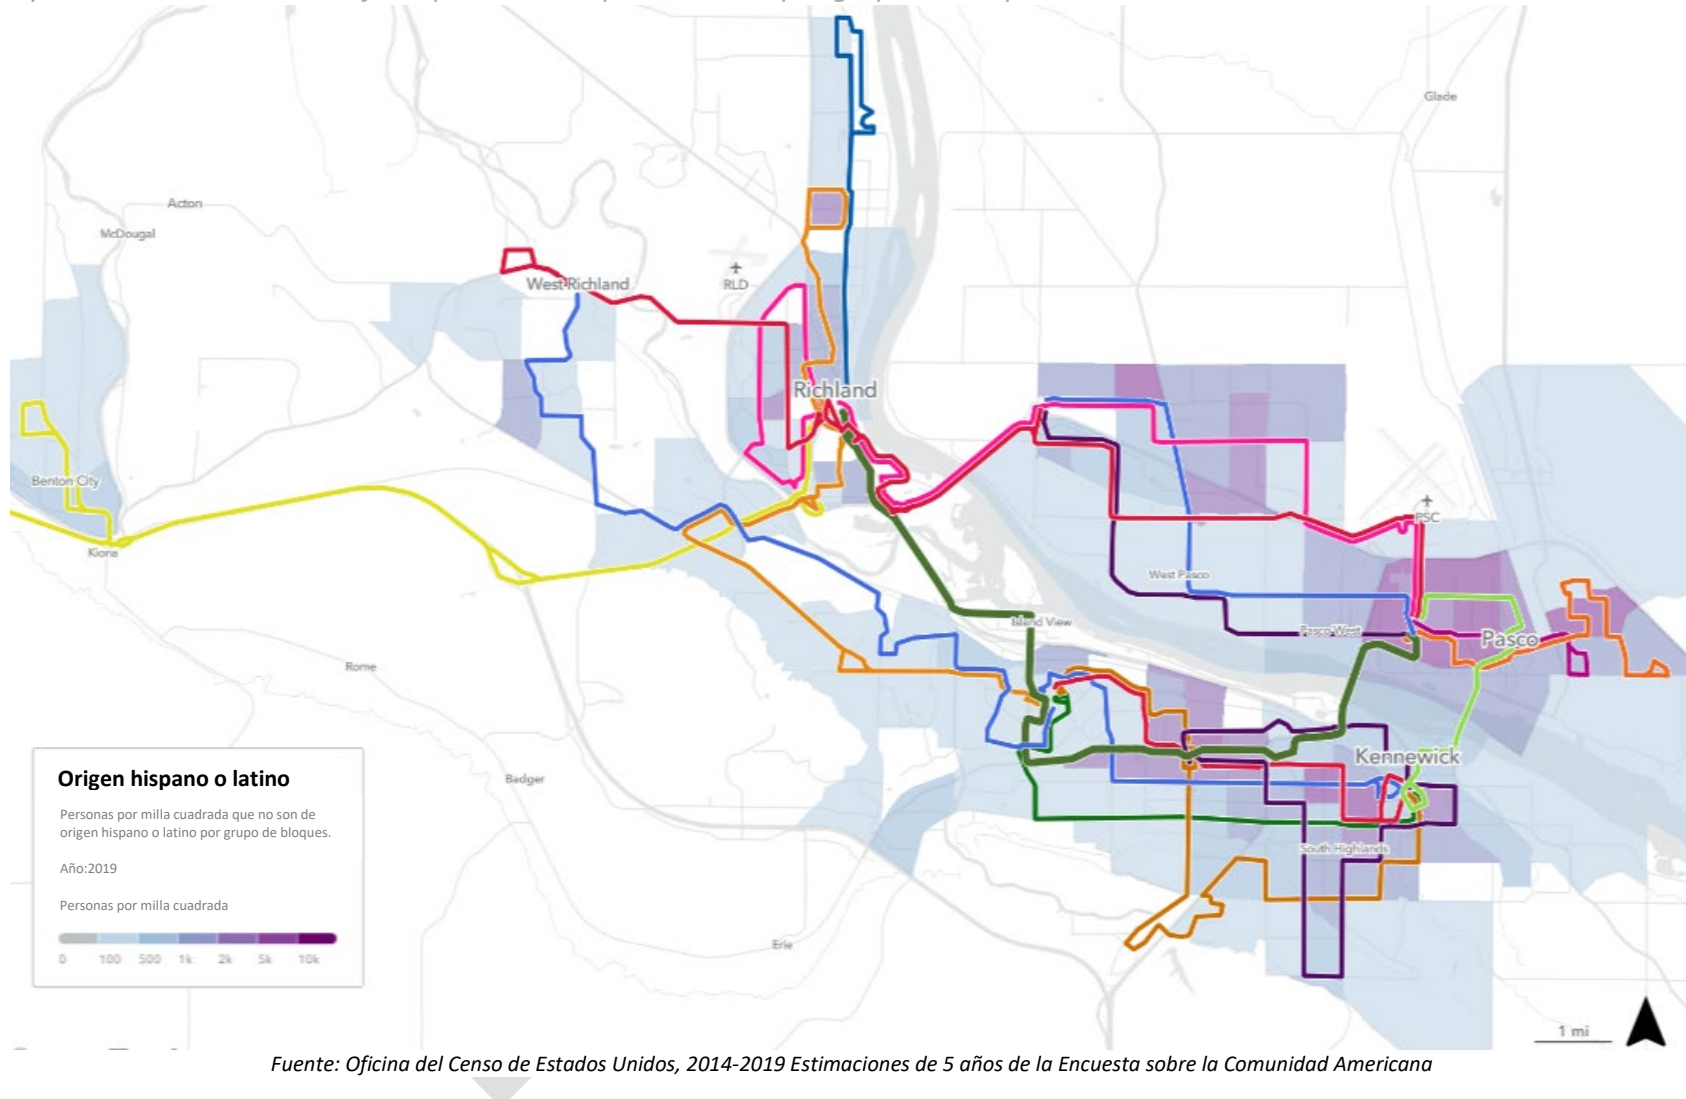 Glade
Acton
McDougal
RLD
West Richland
Richland
Benton City
PSC
Kiona
West Pasco
Island View
Pasco West
Pasco
Rome
Kennewick
Badger
South Highlands
Erie
Origen hispano o latino
Personas por milla cuadrada que no son de
origen hispano o latino por grupo de bloques.
Año:2019
Personas por milla cuadrada
0 100 500 1k 2k 5k 10k
1 mi
Fuente: Oficina del Censo de Estados Unidos, 2014-2019 Estimaciones de 5 años de la Encuesta sobre la Comunidad Americana